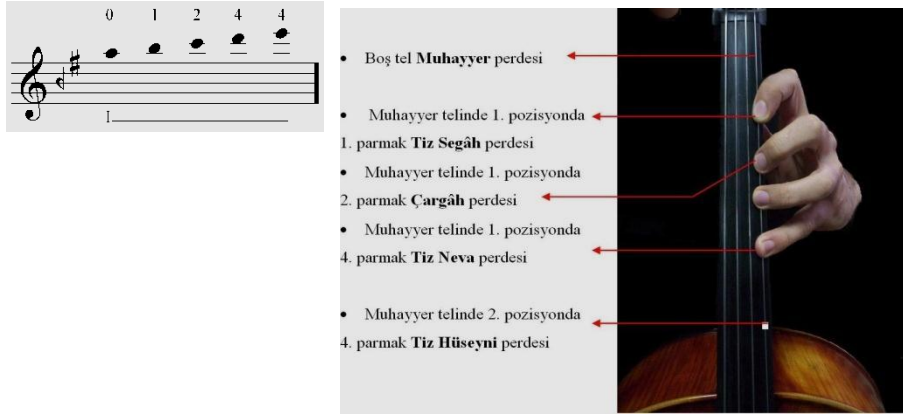 0 1 2 4 4
I
• Boş tel Muhayyer perdesi
• Muhayyer telinde 1. pozisyonda
1. parmak Tiz Segâh perdesi
• Muhayyer telinde 1. pozisyonda
2. parmak Çargâh perdesi
• Muhayyer telinde 1. pozisyonda
4. parmak Tiz Neva perdesi
• Muhayyer telinde 2. pozisyonda
4. parmak Tiz Hüseyni perdesi